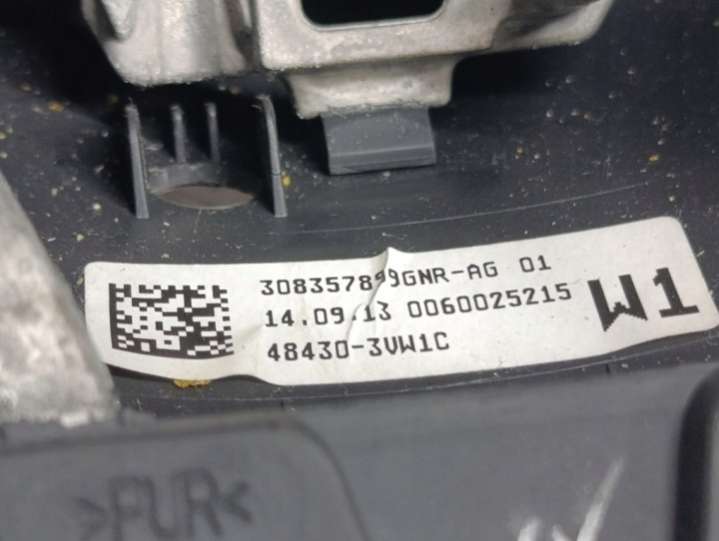 308357899GNR-AG 01
14.09.13 0060025215
48430-3VW1C
W1
>PUR<